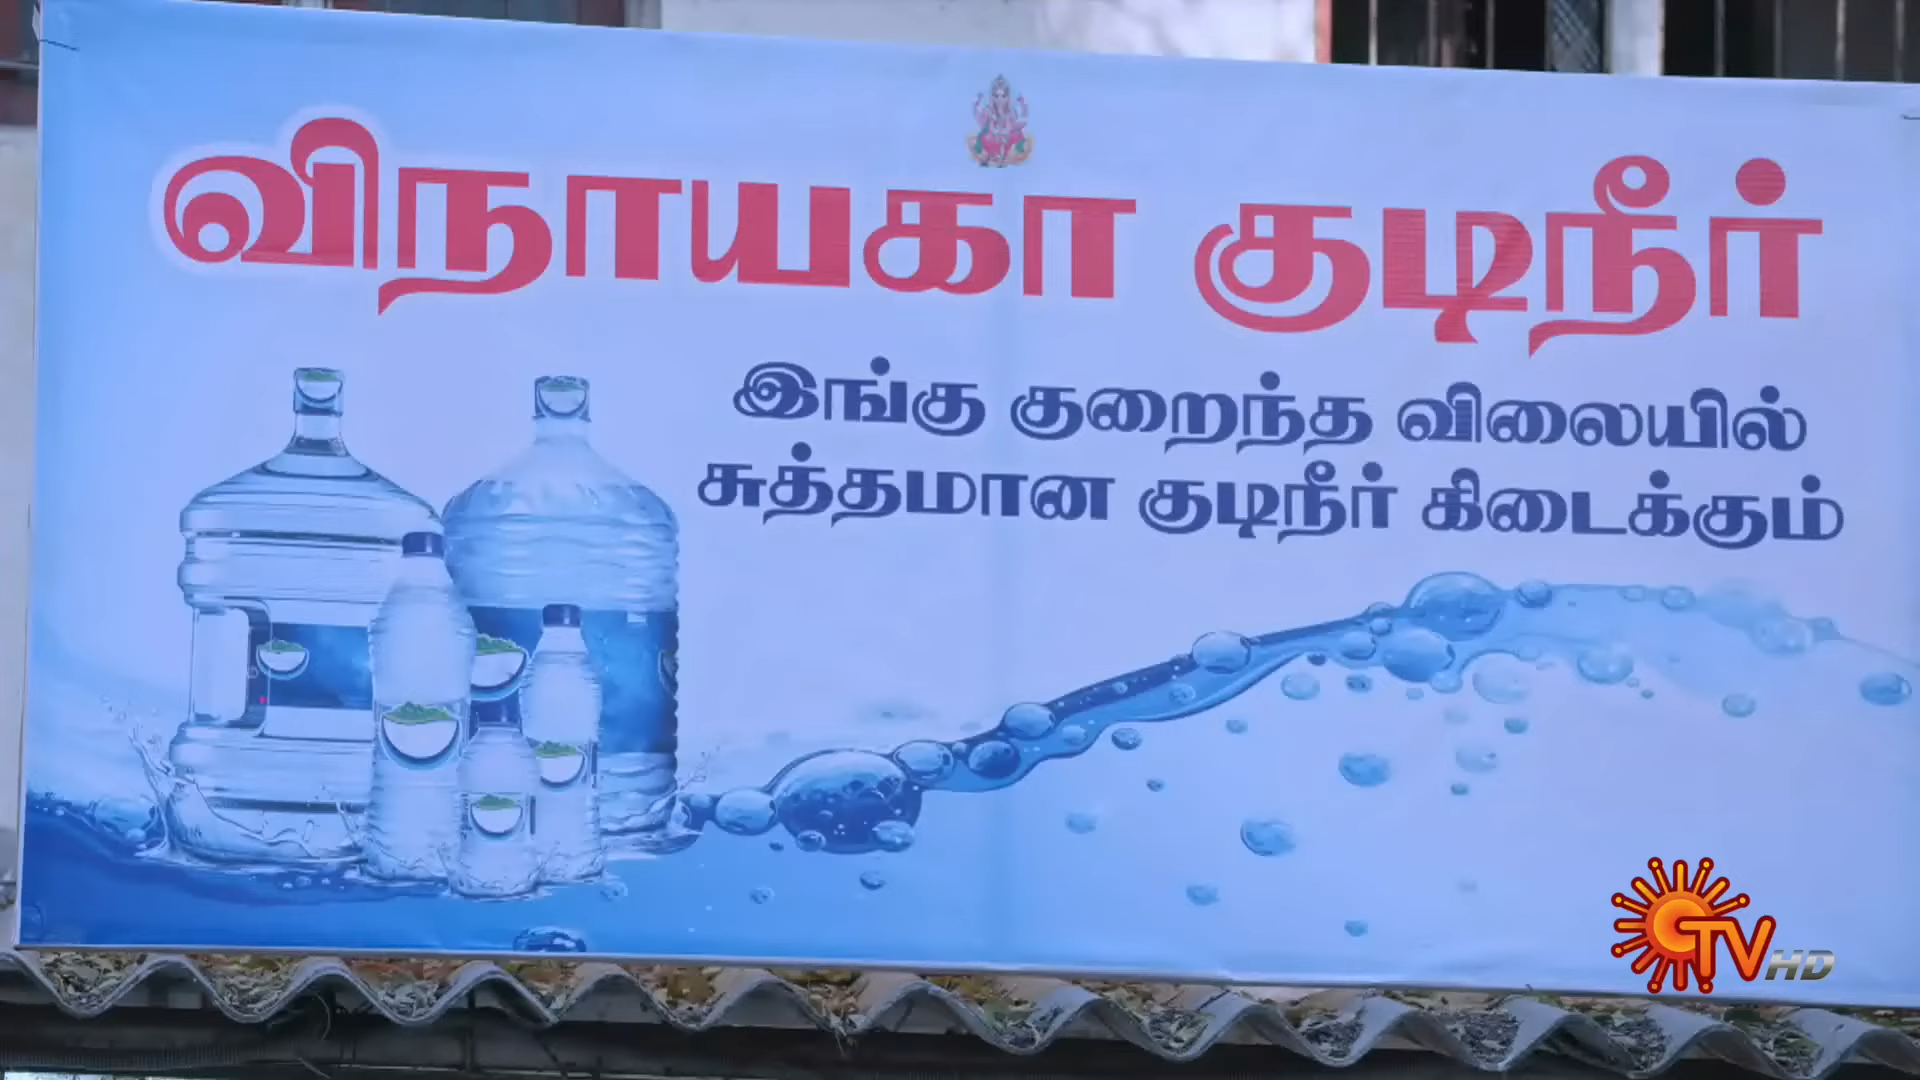 விநாயகா குடிநீர்
இங்கு குறைந்த விலையில்
சுத்தமான குடிநீர் கிடைக்கும்
TV HD